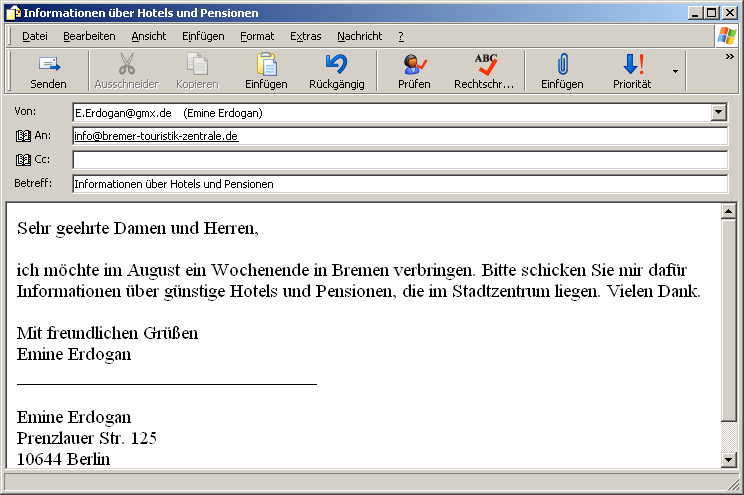 Informationen über Hotels und Pensionen
Datei Bearbeiten Ansicht Einfügen Format Extras Nachricht ?
Senden Ausschneider Kopieren Einfügen Rückgängig Prüfen Rechtschr... Einfügen Priorität
Von: E.Erdogan@gmx.de (Emine Erdogan)
An: info@bremer-touristik-zentrale.de
Cc:
Betreff: Informationen über Hotels und Pensionen
Sehr geehrte Damen und Herren,
ich möchte im August ein Wochenende in Bremen verbringen. Bitte schicken Sie mir dafür
Informationen über günstige Hotels und Pensionen, die im Stadtzentrum liegen. Vielen Dank.
Mit freundlichen Grüßen
Emine Erdogan
Emine Erdogan
Prenzlauer Str. 125
10644 Berlin